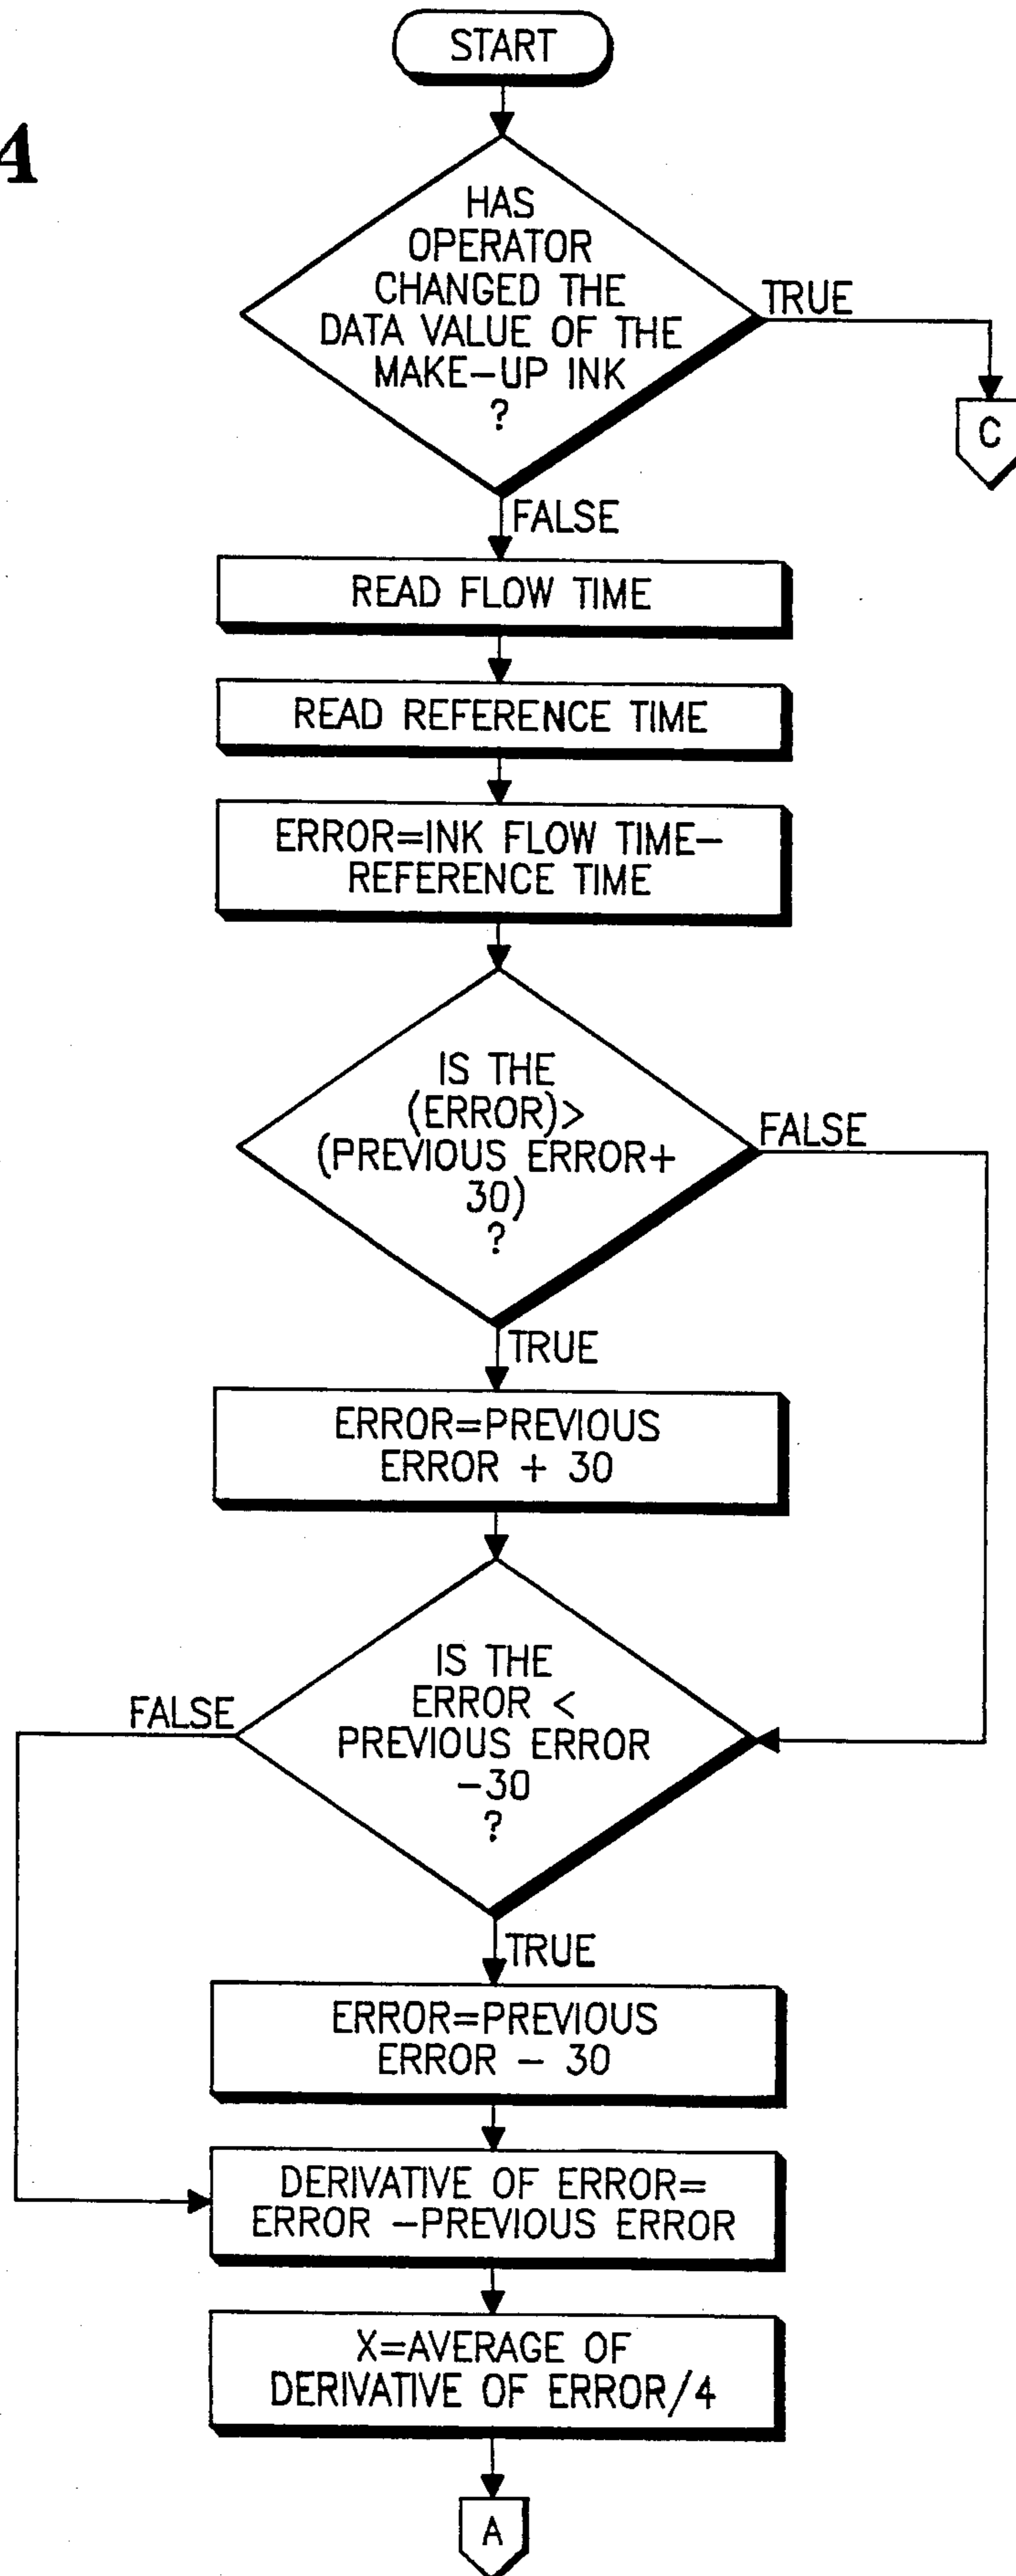 START
A
HAS
OPERATOR
CHANGED THE
DATA VALUE OF THE
MAKE-UP INK
?
TRUE
C
FALSE
READ FLOW TIME
READ REFERENCE TIME
ERROR=INK FLOW TIME-
REFERENCE TIME
IS THE
(ERROR)>
(PREVIOUS ERROR+
30)
?
FALSE
TRUE
ERROR=PREVIOUS
ERROR + 30
IS THE
ERROR <
PREVIOUS ERROR
-30
?
FALSE
TRUE
ERROR=PREVIOUS
ERROR - 30
DERIVATIVE OF ERROR=
ERROR -PREVIOUS ERROR
X=AVERAGE OF
DERIVATIVE OF ERROR/4
A